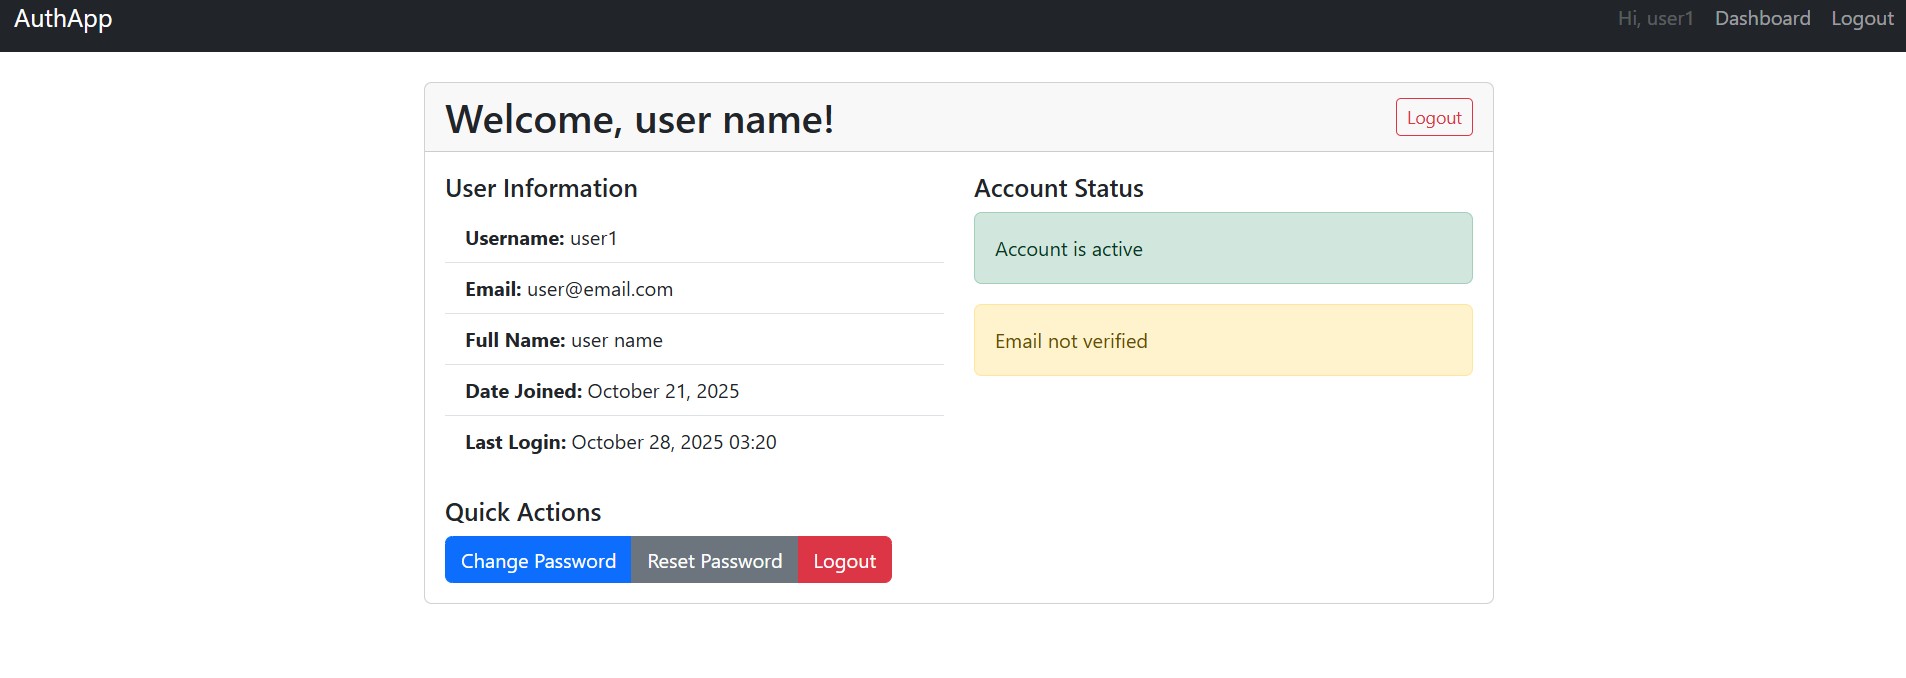 AuthApp
Hi, user1 Dashboard Logout
Welcome, user name!
Logout
User Information
Username: user1
Email: user@email.com
Full Name: user name
Date Joined: October 21, 2025
Last Login: October 28, 2025 03:20
Account Status
Account is active
Email not verified
Quick Actions
Change Password Reset Password Logout